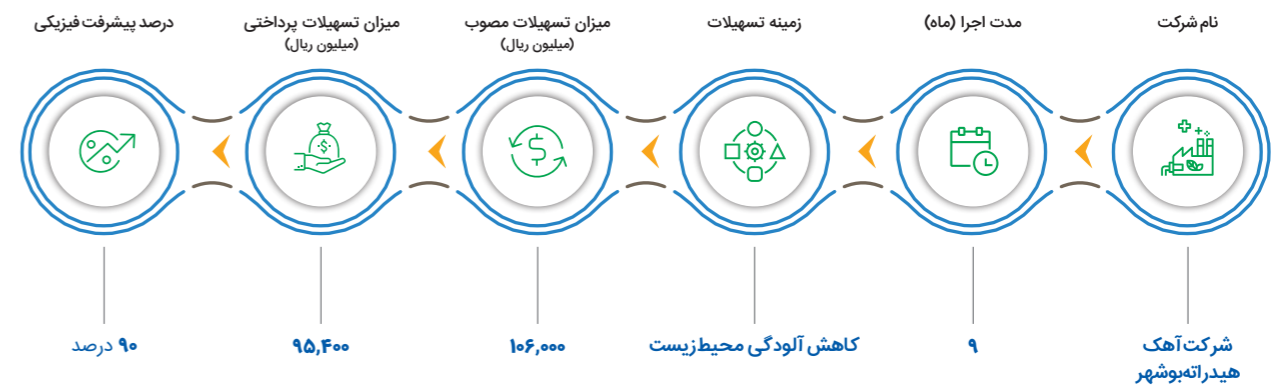 نام شرکت
مدت اجرا (ماه)
زمینه تسهیلات
میزان تسهیلات مصوب
(میلیون ریال)
میزان تسهیلات پرداختی
(میلیون ریال)
درصد پیشرفت فیزیکی
شرکت آهک
هیدراته‌بوشهر
۹
کاهش آلودگی محیط‌زیست
۱۰۶,۰۰۰
۹۵,۴۰۰
۹۰ درصد